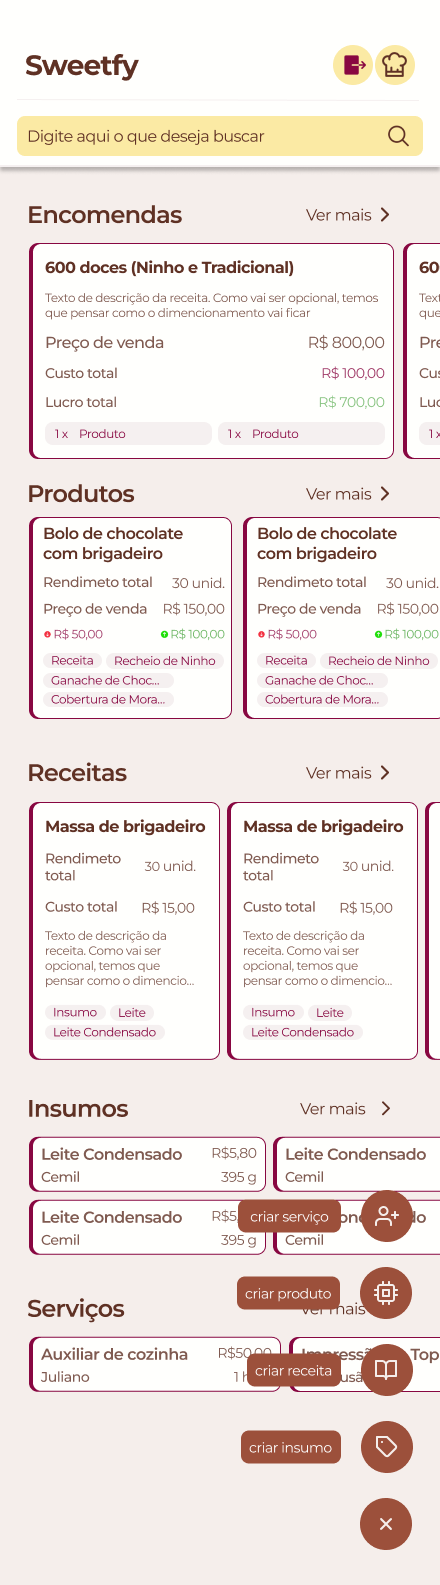 Sweetfy
Digite aqui o que deseja buscar
Encomendas
Ver mais
600 doces (Ninho e Tradicional)
Texto de descrição da receita. Como vai ser opcional, temos
que pensar como o dimencionamento vai ficar
Preço de venda R$ 800,00
Custo total R$ 100,00
Lucro total R$ 700,00
1 x Produto
1 x Produto
60
Text
que
Pre
Cus
Luc
1 x
Produtos
Ver mais
Bolo de chocolate
com brigadeiro
Rendimeto total 30 unid.
Preço de venda R$ 150,00
R$ 50,00 R$ 100,00
Receita Recheio de Ninho
Ganache de Choc...
Cobertura de Mora...
Bolo de chocolate
com brigadeiro
Rendimeto total 30 unid.
Preço de venda R$ 150,00
R$ 50,00 R$ 100,00
Receita Recheio de Ninho
Ganache de Choc...
Cobertura de Mora...
Receitas
Ver mais
Massa de brigadeiro
Rendimeto
total
30 unid.
Custo total R$ 15,00
Texto de descrição da
receita. Como vai ser
opcional, temos que
pensar como o dimencio...
Insumo Leite
Leite Condensado
Massa de brigadeiro
Rendimeto
total
30 unid.
Custo total R$ 15,00
Texto de descrição da
receita. Como vai ser
opcional, temos que
pensar como o dimencio...
Insumo Leite
Leite Condensado
Insumos
Ver mais
Leite Condensado R$5,80
Cemil 395 g
Leite Condensado
Cemil
Leite Condensado R$5,
Cemil 395 g
Cemil
criar serviço
criar produto
Serviços
Ver mais
Auxiliar de cozinha R$50,00
Juliano 1 h
Impress Top
criar receita
criar insumo